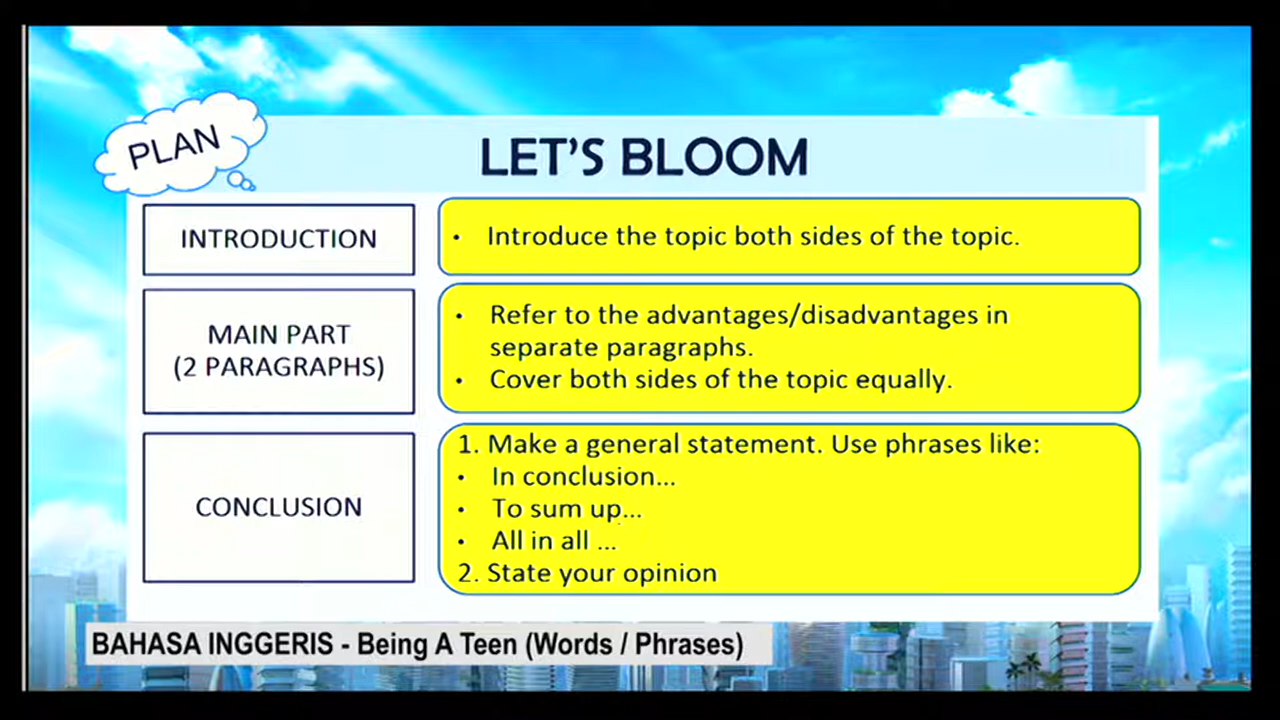 PLAN
LET'S BLOOM
INTRODUCTION
• Introduce the topic both sides of the topic.
MAIN PART
(2 PARAGRAPHS)
• Refer to the advantages/disadvantages in
separate paragraphs.
• Cover both sides of the topic equally.
CONCLUSION
1. Make a general statement. Use phrases like:
• In conclusion...
• To sum up...
• All in all ...
2. State your opinion
BAHASA INGGERIS - Being A Teen (Words / Phrases)